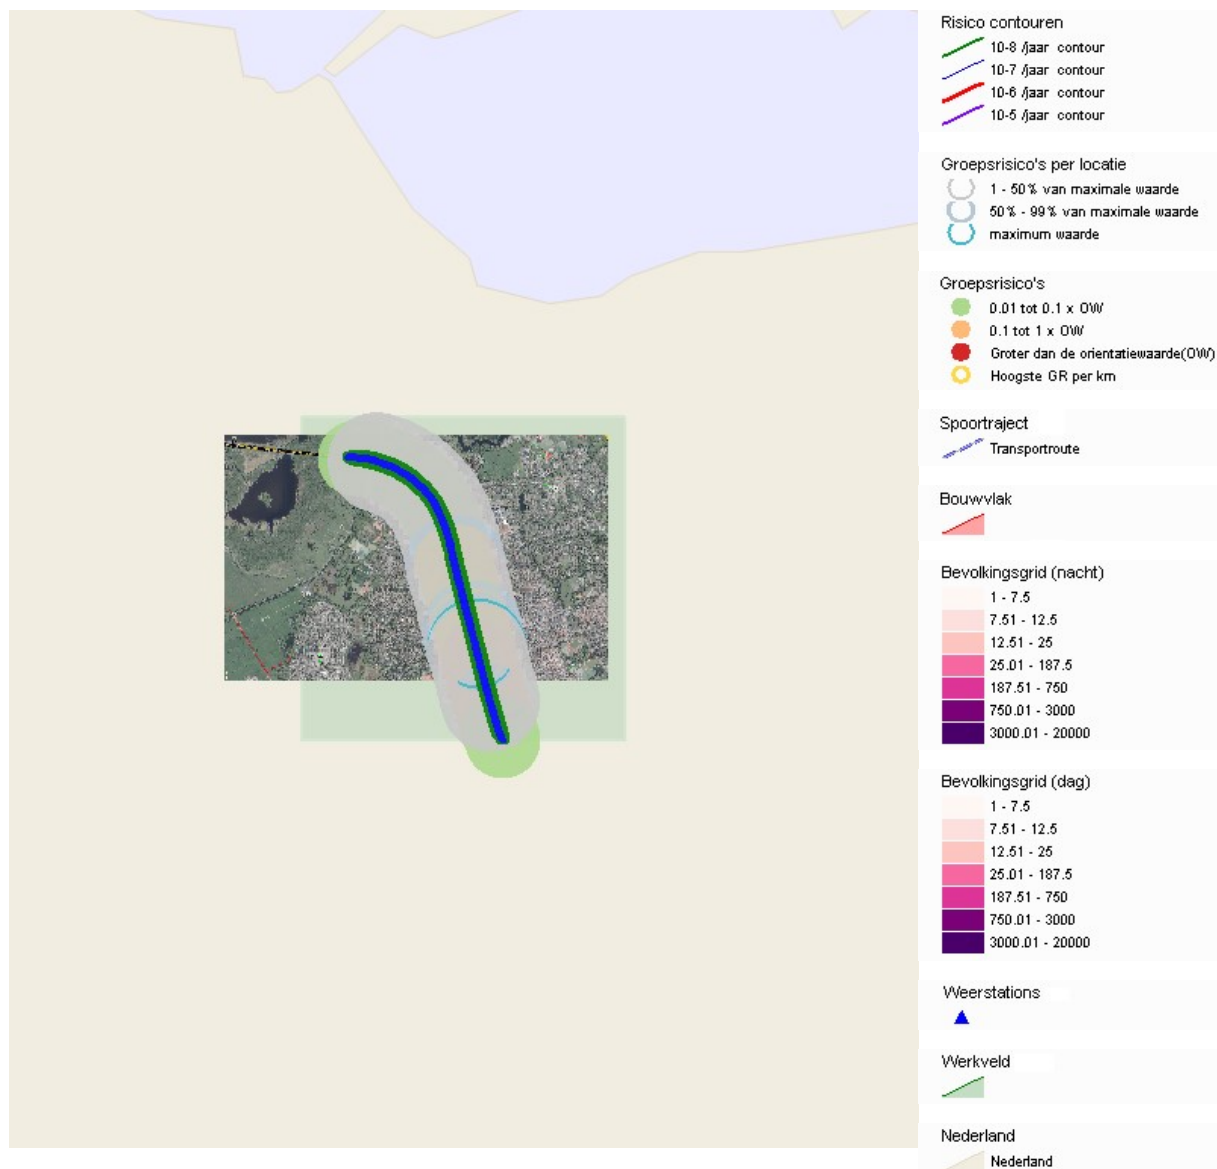 Risico contouren
10-8 /jaar contour
10-7 /jaar contour
10-6 /jaar contour
10-5 /jaar contour
Groepsrisico's per locatie
1 - 50% van maximale waarde
50% - 99% van maximale waarde
maximum waarde
Groepsrisico's
0.01 tot 0.1 x OW
0.1 tot 1 x OW
Groter dan de orientatiewaarde(OW)
Hoogste GR per km
Spoortraject
Transportroute
Bouwvlak
Bevolkingsgrid (nacht)
1 - 7.5
7.51 - 12.5
12.51 - 25
25.01 - 187.5
187.51 - 750
750.01 - 3000
3000.01 - 20000
Bevolkingsgrid (dag)
1 - 7.5
7.51 - 12.5
12.51 - 25
25.01 - 187.5
187.51 - 750
750.01 - 3000
3000.01 - 20000
Weerstations
Werkveld
Nederland
Nederland